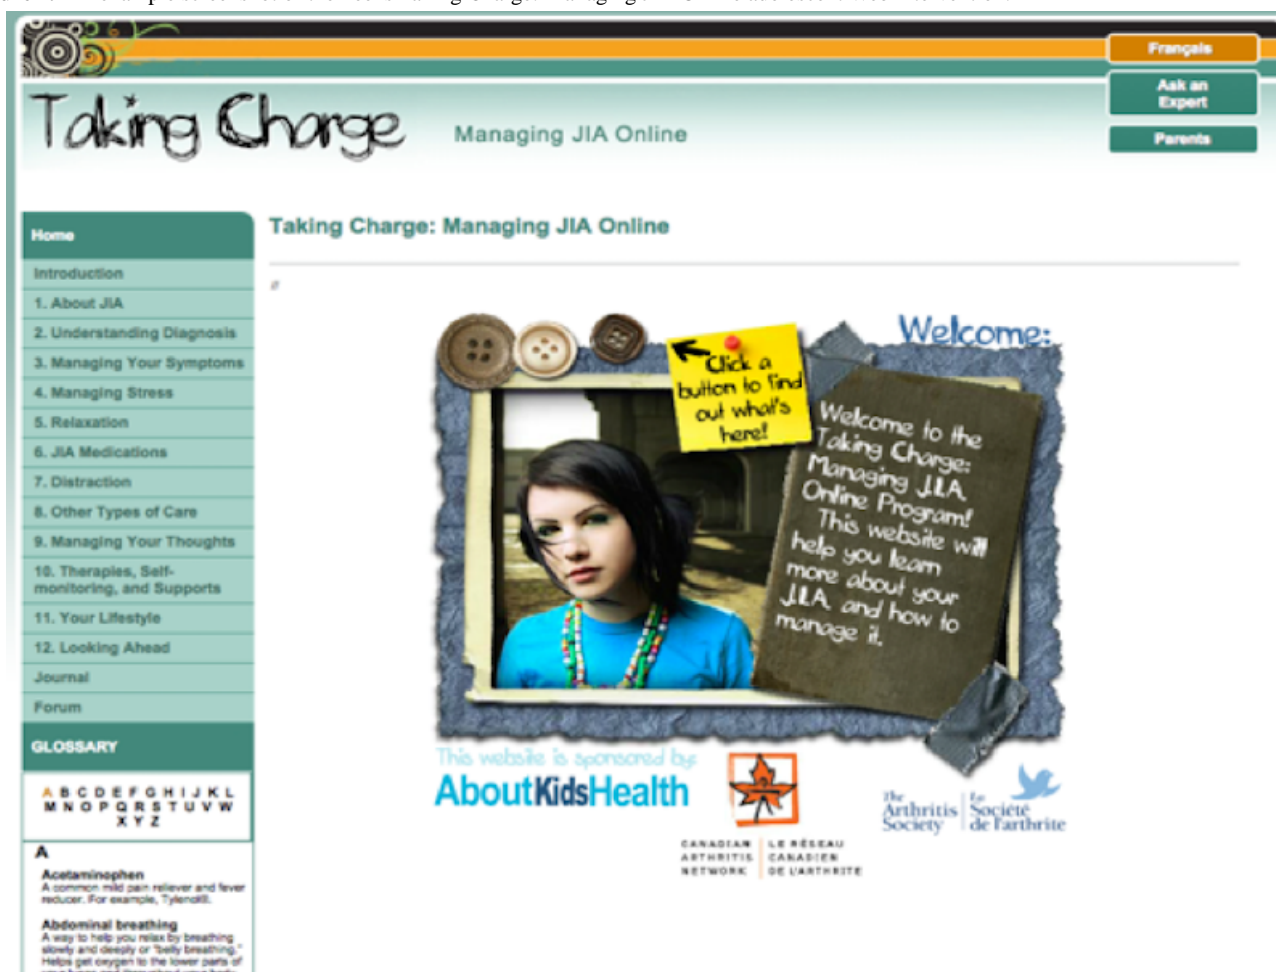 Français
Ask an
Expert
Parents
Taking Charge
Managing JIA Online
Home
Introduction
1. About JIA
2. Understanding Diagnosis
3. Managing Your Symptoms
4. Managing Stress
5. Relaxation
6. JIA Medications
7. Distraction
8. Other Types of Care
9. Managing Your Thoughts
10. Therapies, Self-
monitoring, and Supports
11. Your Lifestyle
12. Looking Ahead
Journal
Forum
GLOSSARY
A B C D E F G H I J K L
M N O P Q R S T U V W
X Y Z
A
Acetaminophen
A common mild pain reliever and fever
reducer. For example, Tylenol®.
Abdominal breathing
A way to help you relax by breathing
slowly and deeply or "belly breathing."
Helps get oxygen to the lower parts of
Taking Charge: Managing JIA Online
//
Click a
button to find
out what's
here!
Welcome:
Welcome to the
Taking Charge:
Managing J.I.A.
Online Program!
This website will
help you learn
more about your
J.I.A. and how to
manage it.
This website is sponsored by:
AboutKidsHealth
CANADIAN
ARTHRITIS
NETWORK
LE RÉSEAU
CANADIEN
DE L'ARTHRITE
The
Arthritis
Society
La
Société
de l'arthrite